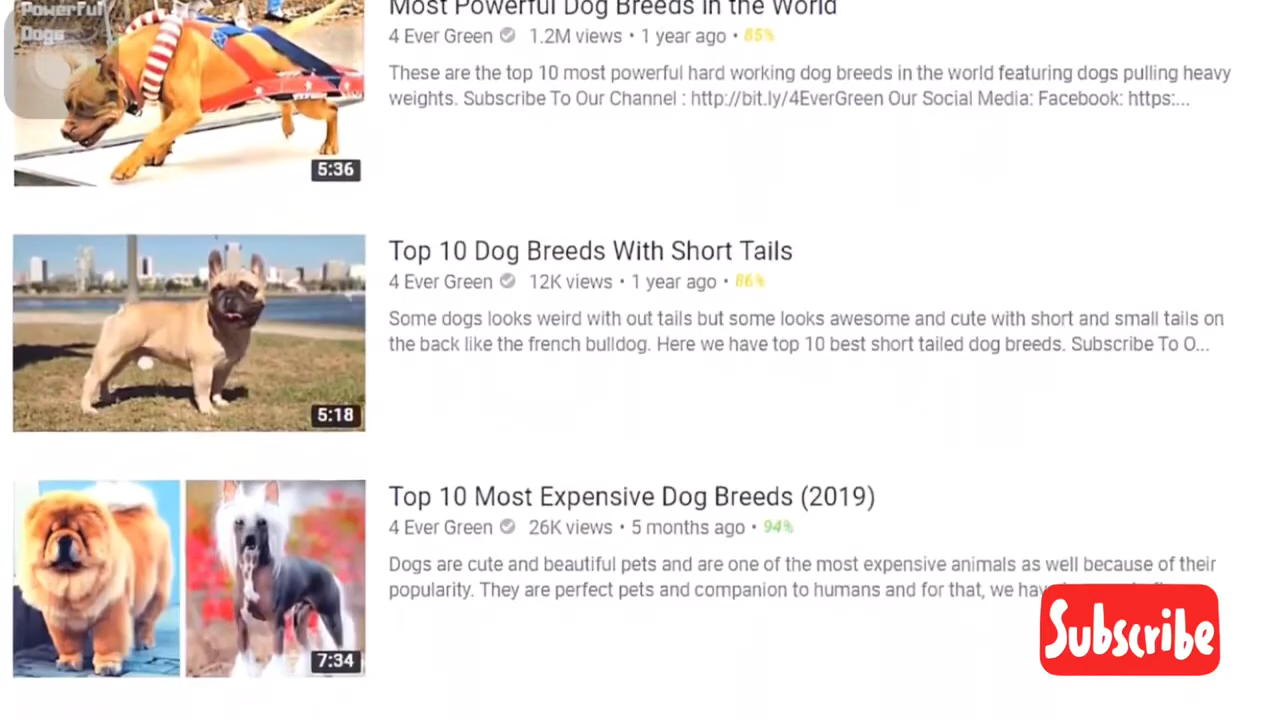 Powerful
Dogs
Most Powerful Dog Breeds in the World
4 Ever Green 1.2M views • 1 year ago • 85%
These are the top 10 most powerful hard working dog breeds in the world featuring dogs pulling heavy
weights. Subscribe To Our Channel : http://bit.ly/4EverGreen Our Social Media: Facebook: https:...
5:36
Top 10 Dog Breeds With Short Tails
4 Ever Green 12K views • 1 year ago • 86%
Some dogs looks weird with out tails but some looks awesome and cute with short and small tails on
the back like the french bulldog. Here we have top 10 best short tailed dog breeds. Subscribe To O...
5:18
Top 10 Most Expensive Dog Breeds (2019)
4 Ever Green 26K views • 5 months ago • 94%
Dogs are cute and beautiful pets and are one of the most expensive animals as well because of their
popularity. They are perfect pets and companion to humans and for that, we hav
7:34
Subscribe